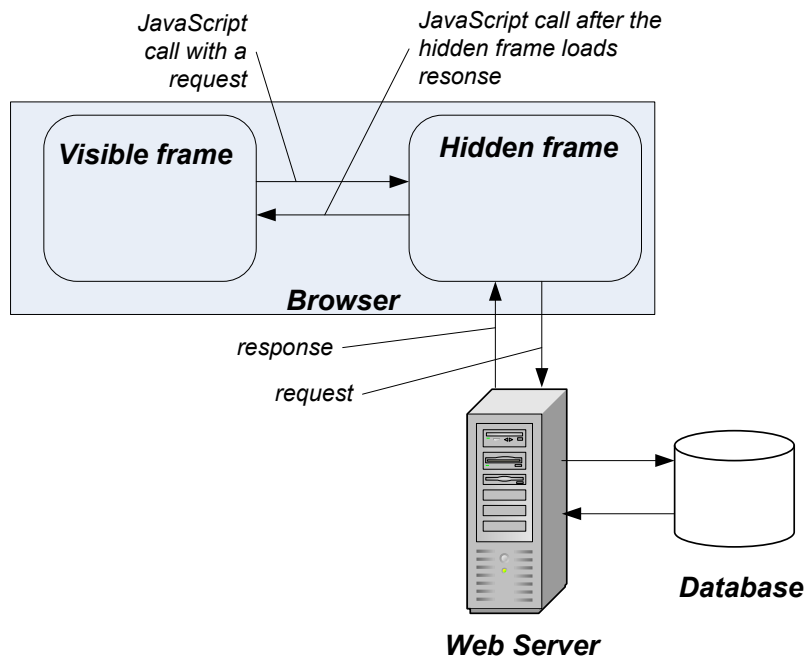 JavaScript
call with a
request
JavaScript call after the
hidden frame loads
resonse
Visible frame
Hidden frame
Browser
response
request
Database
Web Server